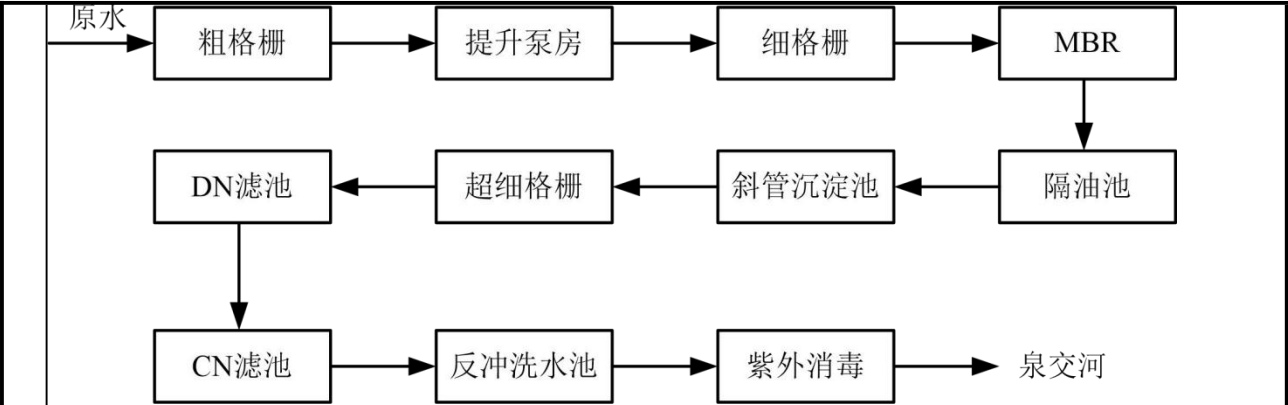 原水
粗格栅
提升泵房
细格栅
MBR
隔油池
斜管沉淀池
超细格栅
DN滤池
CN滤池
反冲洗水池
紫外消毒
泉交河